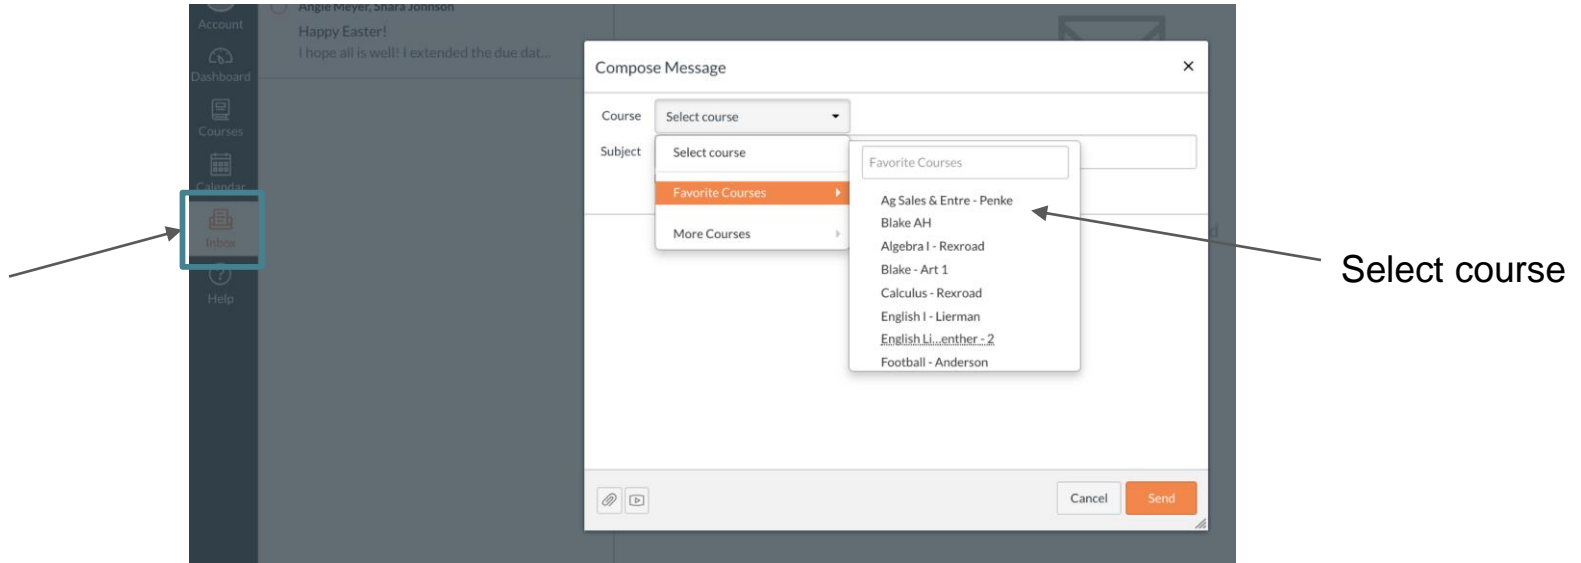 Account
Dashboard
Courses
Calendar
Inbox
Help
Angie Meyer, Shara Johnson
Happy Easter!
I hope all is well! I extended the due dat...
Compose Message
×
Course Select course
Subject
Select course
Favorite Courses
More Courses
Favorite Courses
Ag Sales & Entre - Penke
Blake AH
Algebra I - Rexroad
Blake - Art 1
Calculus - Rexroad
English I - Lierman
English Li...enther - 2
Football - Anderson
Cancel Send
Select course